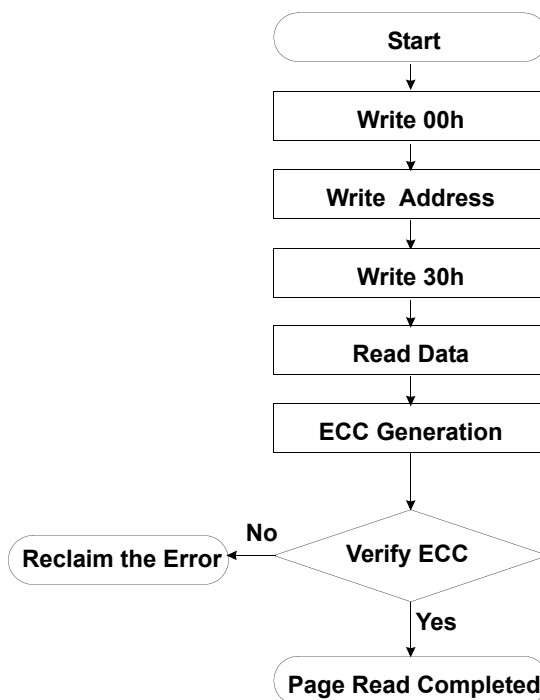 Start
Write 00h
Write Address
Write 30h
Read Data
ECC Generation
No
Reclaim the Error
Verify ECC
Yes
Page Read Completed